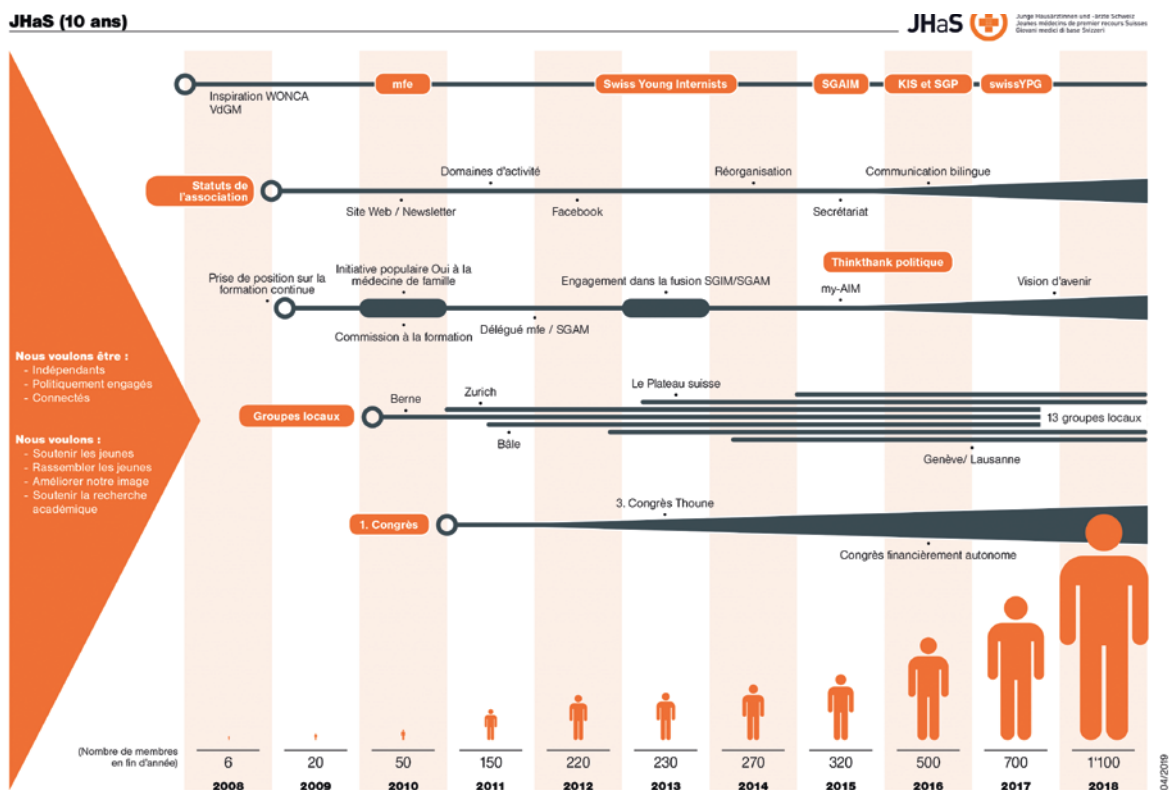 JHaS (10 ans)
JHaS
Junge Hausärztinnen und -ärzte Schweiz
Jeunes médecins de premier recours Suisses
Giovani medici di base Svizzeri
mfe
Swiss Young Internists
SGAIM
KIS et SGP
swissYPG
Inspiration WONCA
VdGM
Statuts de
l'association
Domaines d'activité
Réorganisation
Communication bilingue
Site Web / Newsletter
Facebook
Secrétariat
Thinkthank politique
Prise de position sur la
formation continue
Initiative populaire Oui à la
médecine de famille
Engagement dans la fusion SGIM/SGAM
my-AIM
Vision d'avenir
Commission à la formation
Délégué mfe / SGAM
Nous voulons être :
- Indépendants
- Politiquement engagés
- Connectés
Nous voulons :
- Soutenir les jeunes
- Rassembler les jeunes
- Améliorer notre image
- Soutenir la recherche
académique
Groupes locaux
Berne
Zurich
Le Plateau suisse
13 groupes locaux
Bâle
Genève/ Lausanne
1. Congrès
3. Congrès Thoune
Congrès financièrement autonome
(Nombre de membres
en fin d'année)
6 20 50 150 220 230 270 320 500 700 1'100
2008 2009 2010 2011 2012 2013 2014 2015 2016 2017 2018
04/2019